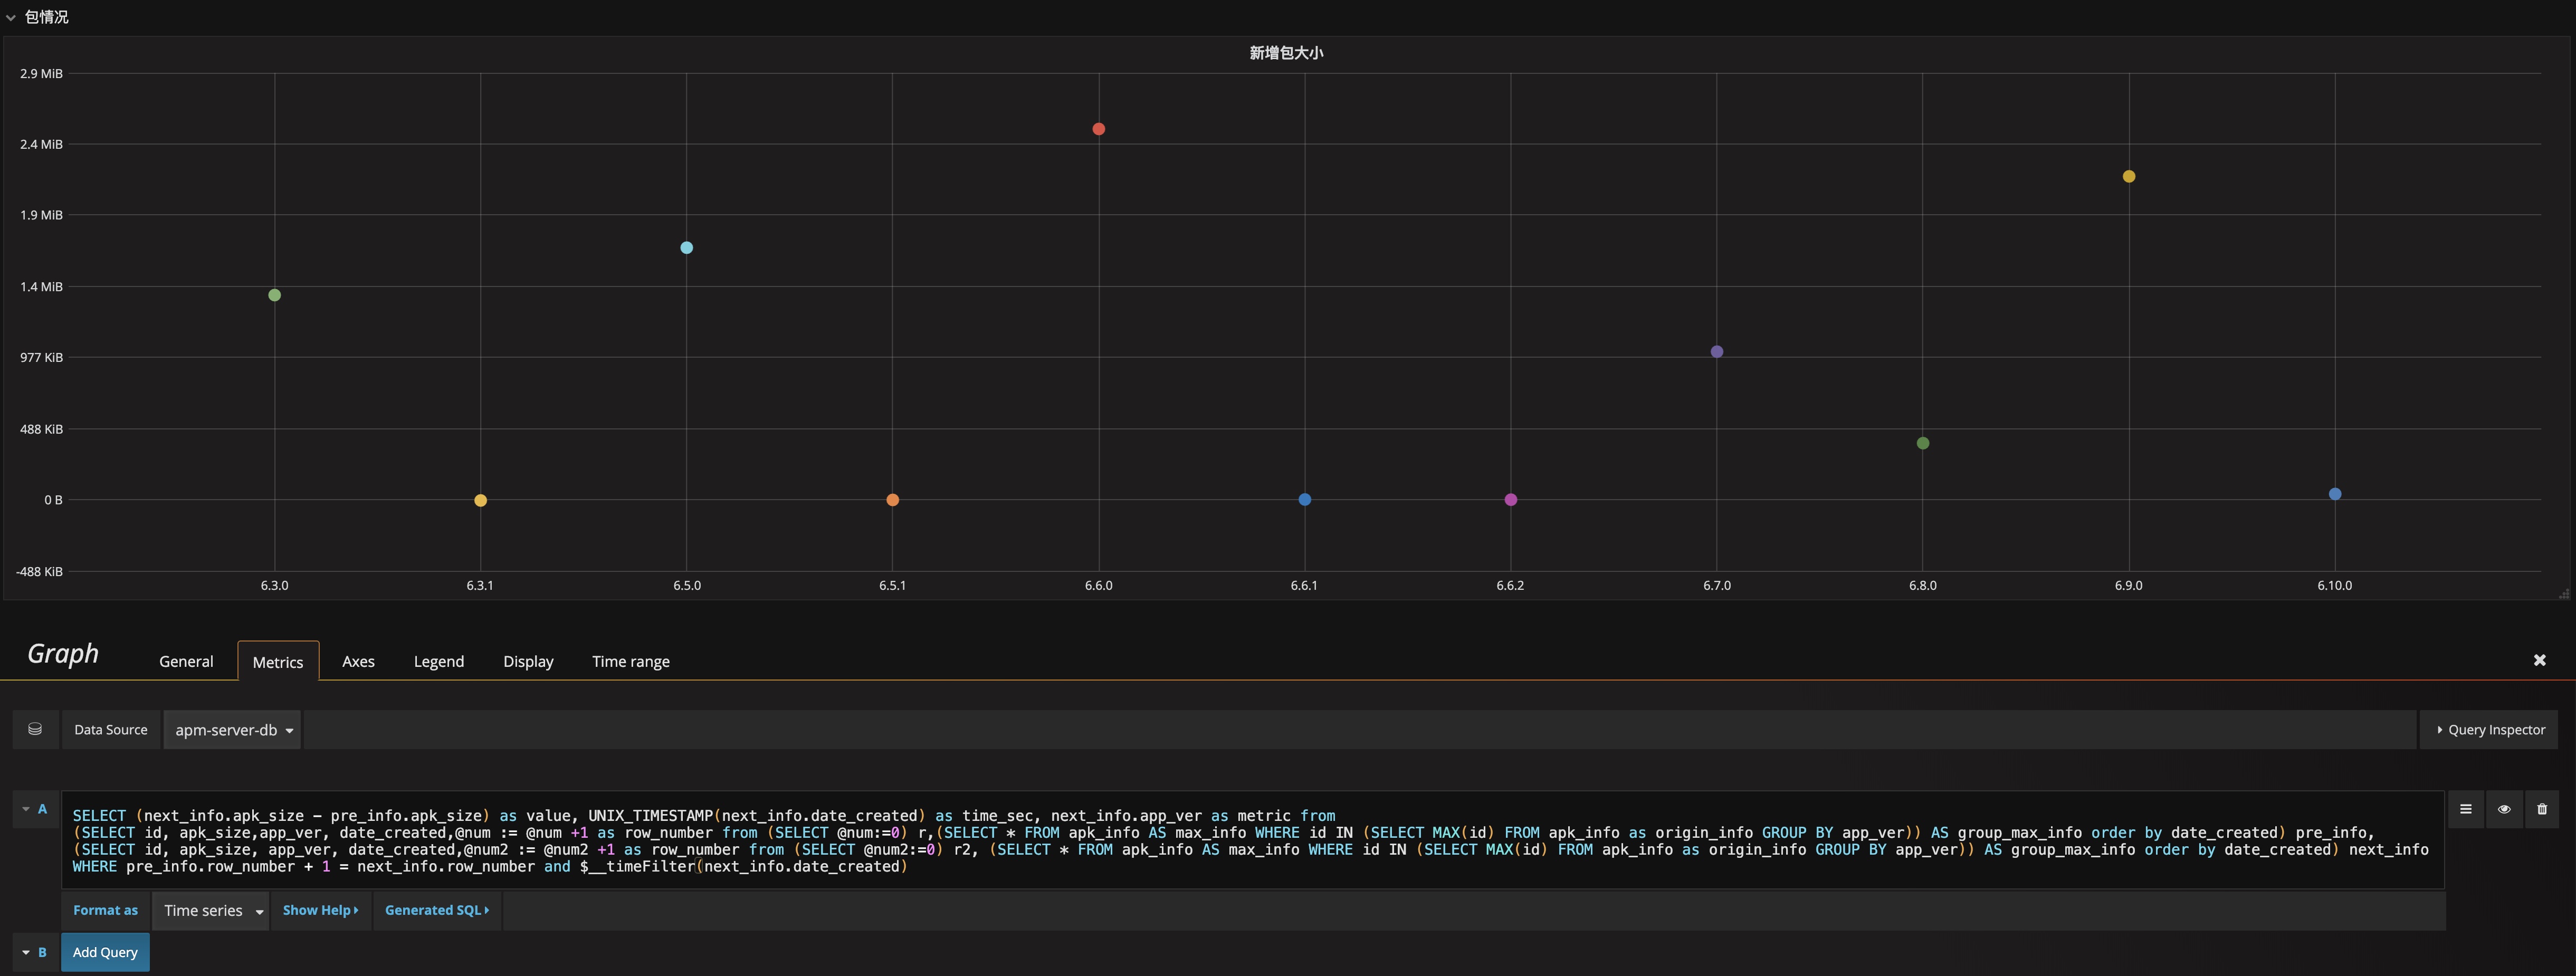 包情况
新增包大小
2.9 MiB
2.4 MiB
1.9 MiB
1.4 MiB
977 KiB
488 KiB
0 B
-488 KiB
6.3.0 6.3.1 6.5.0 6.5.1 6.6.0 6.6.1 6.6.2 6.7.0 6.8.0 6.9.0 6.10.0
Graph General Metrics Axes Legend Display Time range
Data Source apm-server-db Query Inspector
A
SELECT (next_info.apk_size - pre_info.apk_size) as value, UNIX_TIMESTAMP(next_info.date_created) as time_sec, next_info.app_ver as metric from
(SELECT id, apk_size,app_ver, date_created,@num := @num +1 as row_number from (SELECT @num:=0) r,(SELECT * FROM apk_info AS max_info WHERE id IN (SELECT MAX(id) FROM apk_info as origin_info GROUP BY app_ver)) AS group_max_info order by date_created) pre_info,
(SELECT id, apk_size, app_ver, date_created,@num2 := @num2 +1 as row_number from (SELECT @num2:=0) r2, (SELECT * FROM apk_info AS max_info WHERE id IN (SELECT MAX(id) FROM apk_info as origin_info GROUP BY app_ver)) AS group_max_info order by date_created) next_info
WHERE pre_info.row_number + 1 = next_info.row_number and $__timeFilter(next_info.date_created)
Format as Time series Show Help Generated SQL
B Add Query